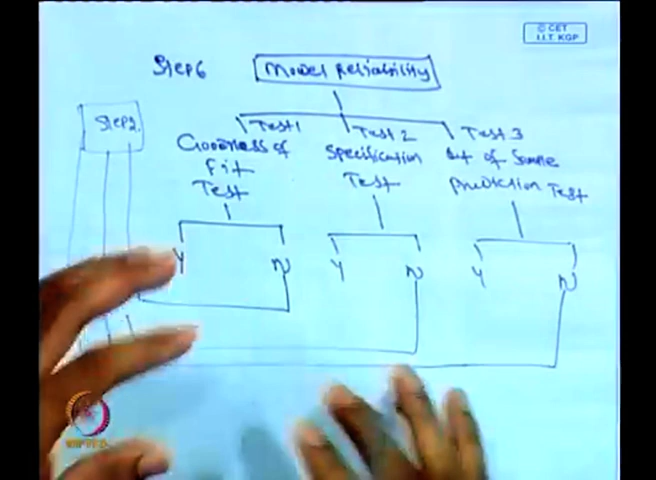 © CET
I.I.T. KGP
Step6
Model Reliability
Step2.
Test1
Test 2
Test 3
Goodness of
Fit
Test
Specification
Test
out of Sample
Prediction Test
Y
N
Y
N
Y
N
NPTEL